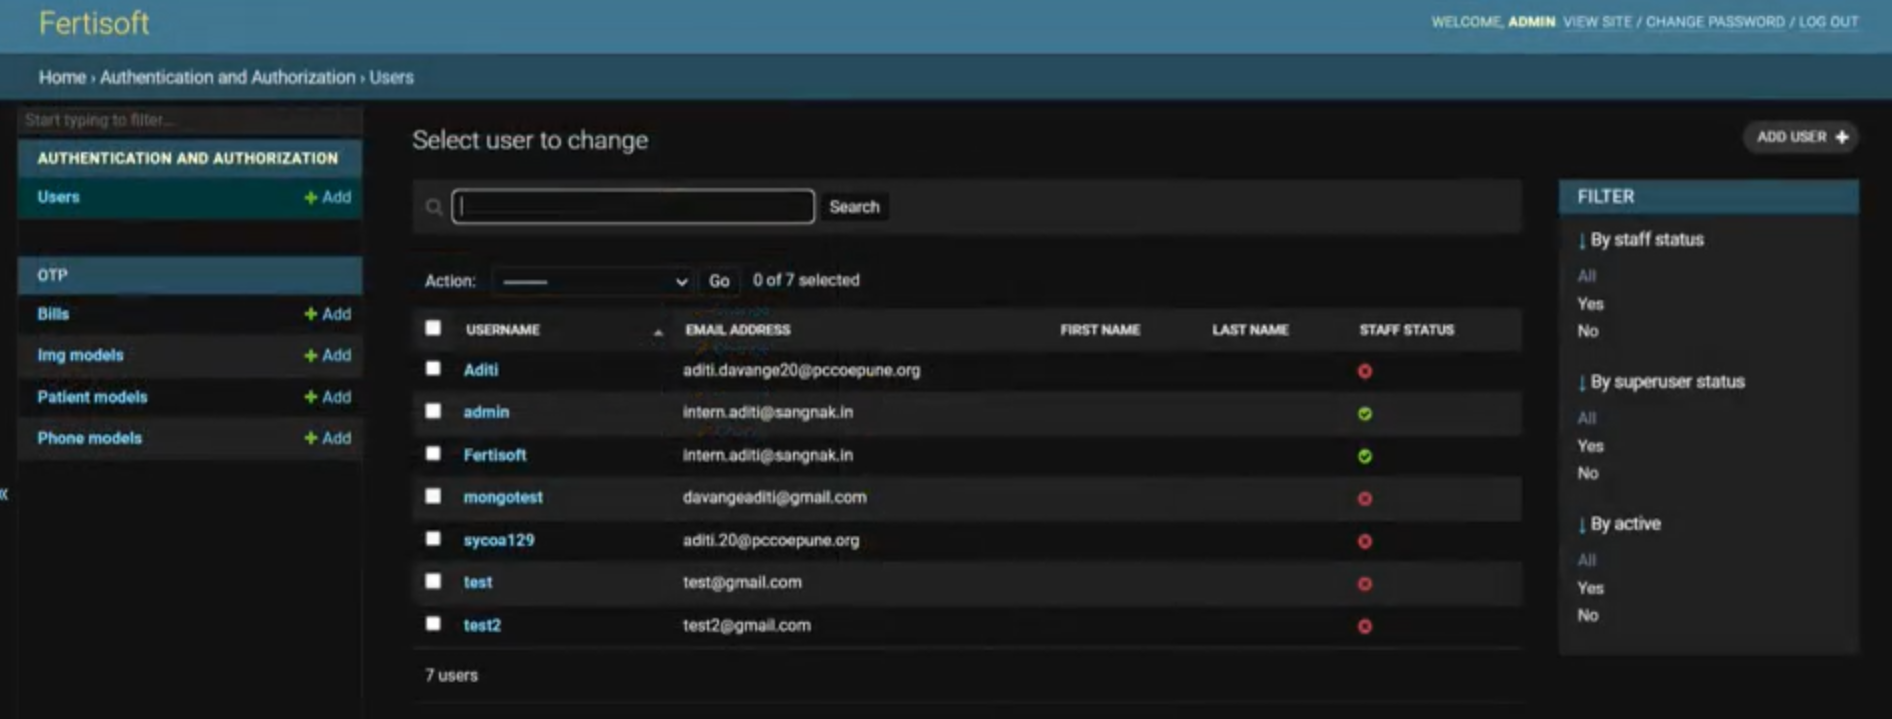 Fertisoft
WELCOME, ADMIN VIEW SITE / CHANGE PASSWORD / LOG OUT
Home › Authentication and Authorization › Users
Start typing to filter...
AUTHENTICATION AND AUTHORIZATION
Users + Add
OTP
Bills + Add
Img models + Add
Patient models + Add
Phone models + Add
«
Select user to change
ADD USER +
Search
Action: Go 0 of 7 selected
USERNAME EMAIL ADDRESS FIRST NAME LAST NAME STAFF STATUS
Aditi aditi.davange20@pccoepune.org
admin intern.aditi@sangnak.in
Fertisoft intern.aditi@sangnak.in
mongotest davangeaditi@gmail.com
sycoa129 aditi.20@pccoepune.org
test test@gmail.com
test2 test2@gmail.com
7 users
FILTER
↓ By staff status
All
Yes
No
↓ By superuser status
All
Yes
No
↓ By active
All
Yes
No